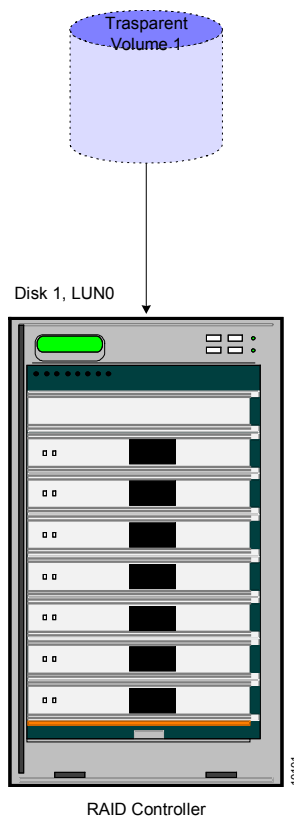 Trasparent
Volume 1
Disk 1, LUN0
RAID Controller